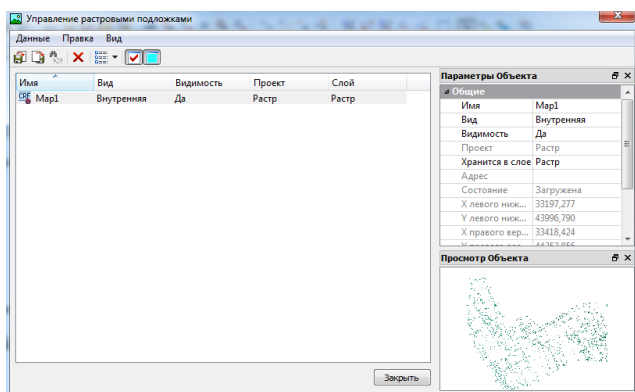 Управление растровыми подложками
Данные Правка Вид
Имя Вид Видимость Проект Слой
CRF Map1 Внутренняя Да Растр Растр
Параметры Объекта
Общие
Имя Map1
Вид Внутренняя
Видимость Да
Проект Растр
Хранится в слое Растр
Адрес
Состояние Загружена
X левого ниж... 33197,277
Y левого ниж... 43996,790
X правого вер... 33418,424
Просмотр Объекта
Закрыть